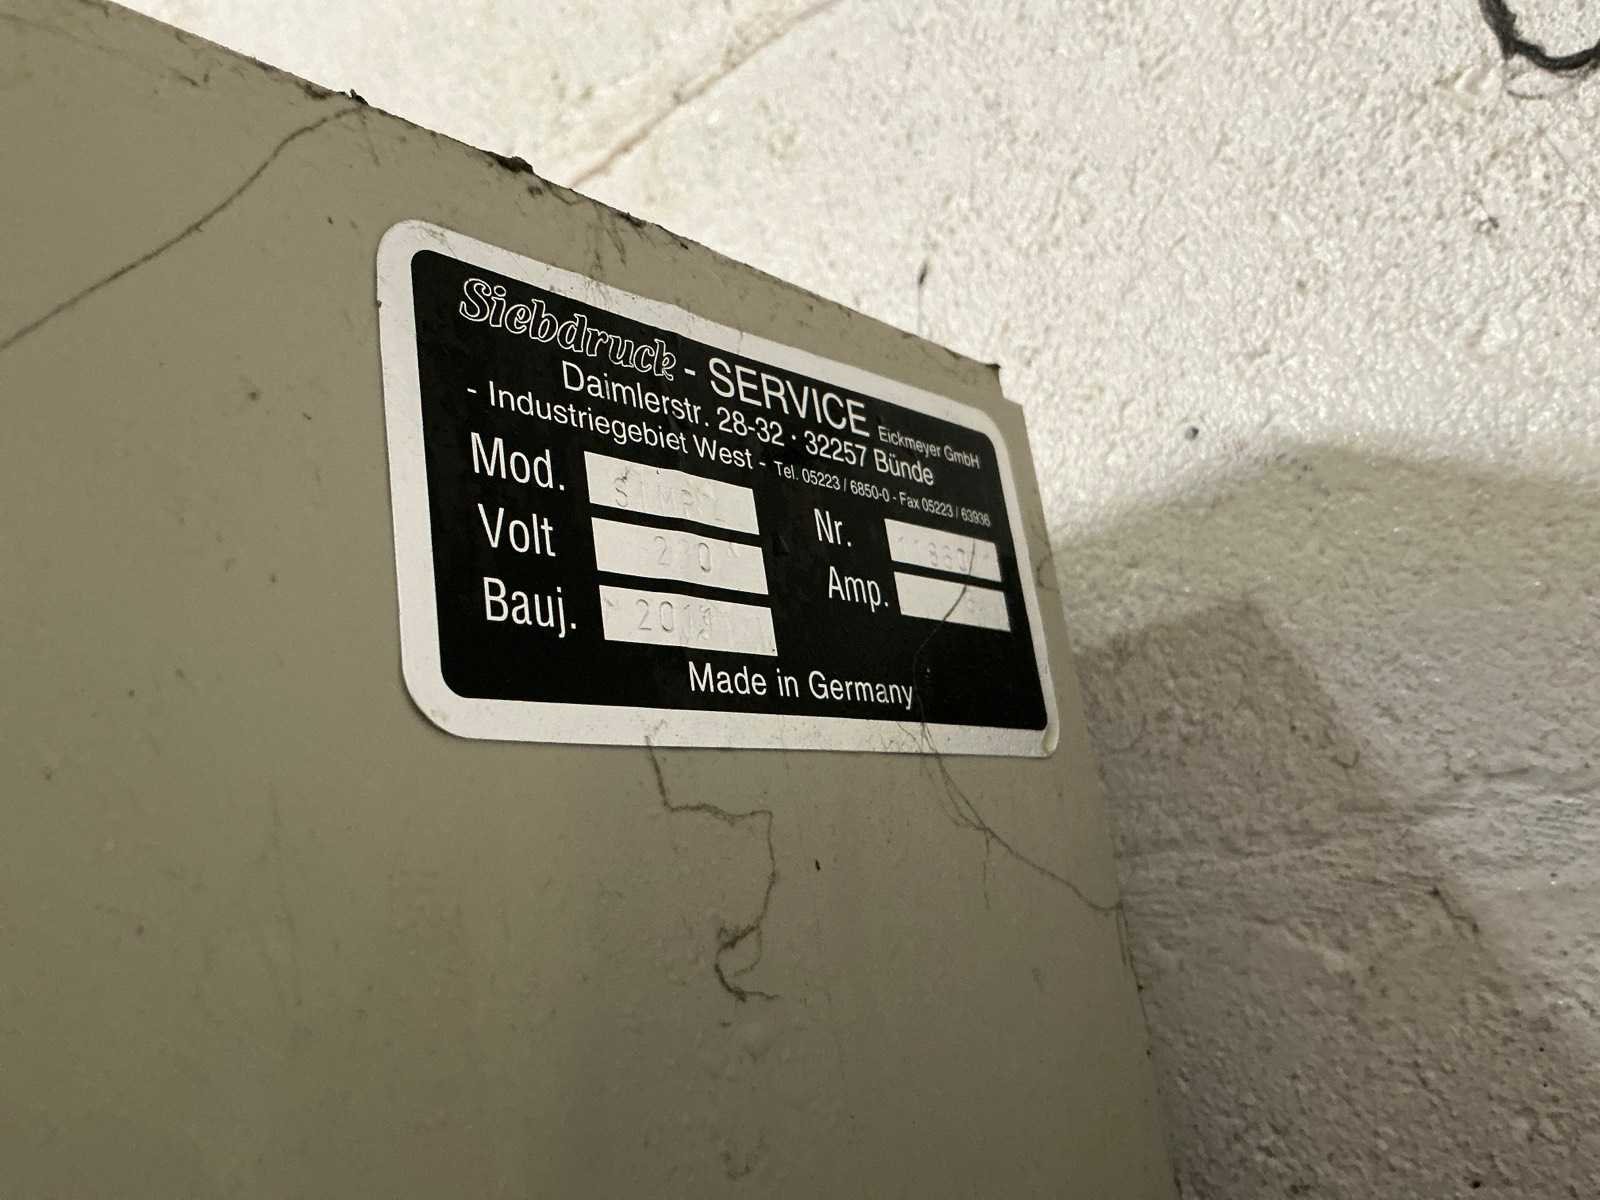 Siebdruck - SERVICE Eickmeyer GmbH
Daimlerstr. 28-32 · 32257 Bünde
- Industriegebiet West - Tel. 05223 / 6850-0 - Fax 05223 / 63936
Mod.
Volt
Nr.
Bauj.
Amp.
Made in Germany